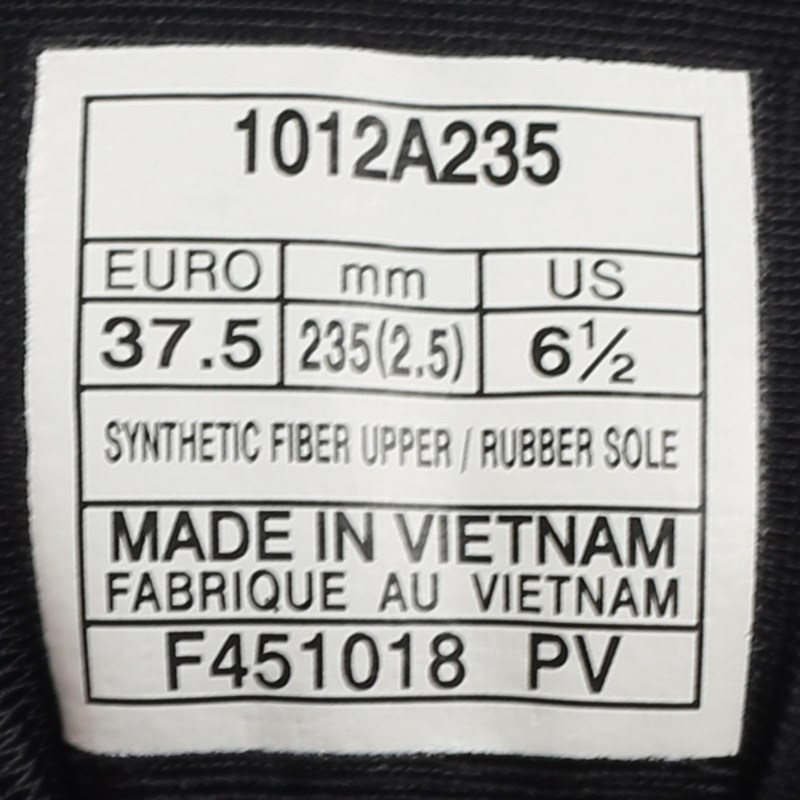 1012A235
EURO mm US
37.5 235(2.5) 6½
SYNTHETIC FIBER UPPER / RUBBER SOLE
MADE IN VIETNAM
FABRIQUE AU VIETNAM
F451018 PV